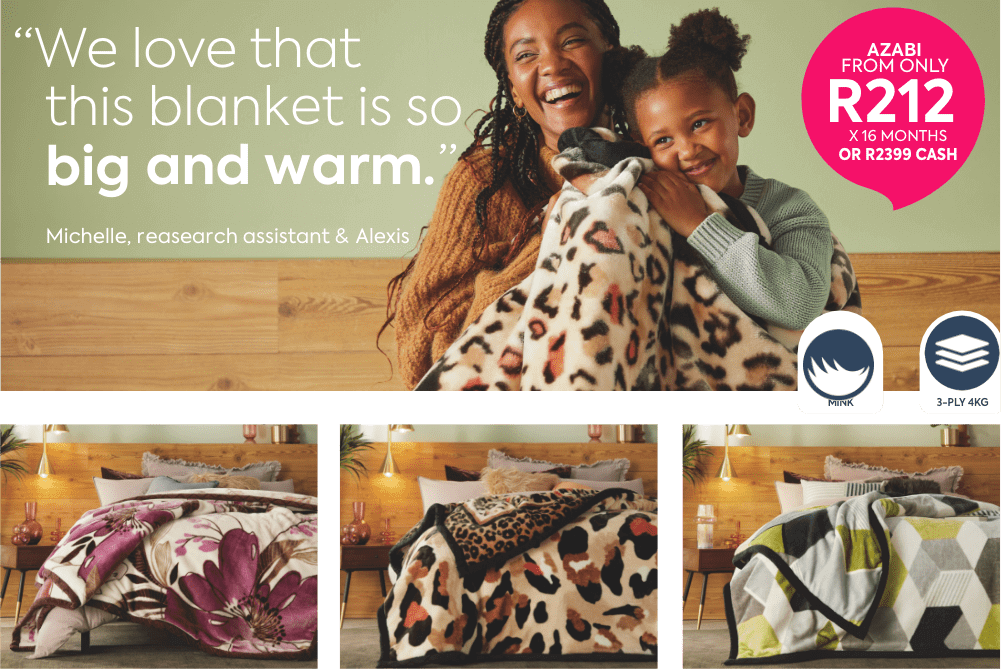 “We love that
this blanket is so
big and warm.”
Michelle, reasearch assistant & Alexis
AZABI
FROM ONLY
R212
X 16 MONTHS
OR R2399 CASH
MINK
3-PLY 4KG